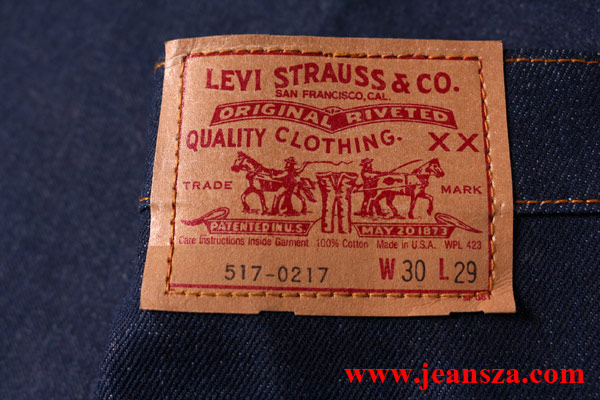 LEVI STRAUSS & CO.
SAN FRANCISCO, CAL.
ORIGINAL RIVETED
QUALITY CLOTHING. XX
TRADE MARK
PATENTED IN U.S. MAY 20 1873
Care Instructions Inside Garment 100% Cotton Made in U.S.A. WPL 423
517-0217 W 30 L 29
www.jeansza.com